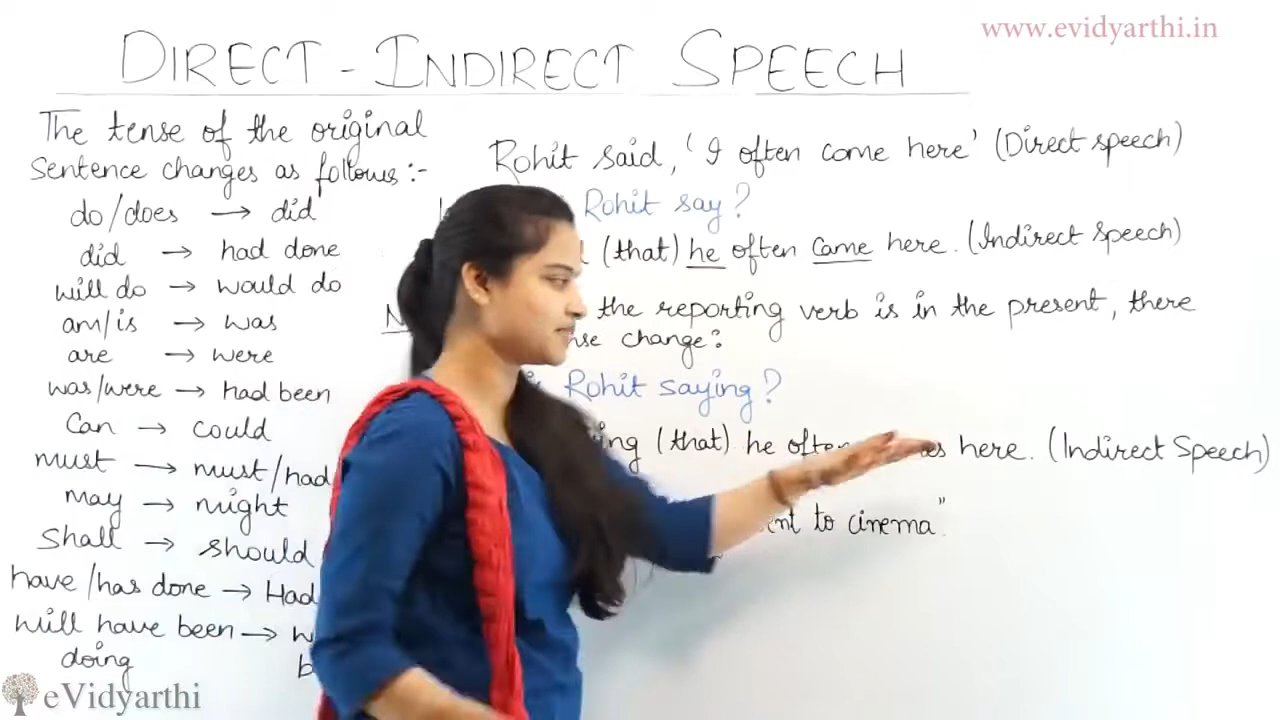 www.evidyarthi.in
DIRECT - INDIRECT SPEECH
The tense of the original
Sentence changes as follows :-
do/does → did
did → had done
will do → would do
am/is → was
are → were
was/were → had been
Can → could
must → must/had
may → might
Shall → should
have/has done → Had
will have been →
doing
Rohit said, 'I often come here' (Direct speech)
Rohit say?
(that) he often came here. (Indirect Speech)
the reporting verb is in the present, there
change:
Rohit saying?
(that) he often here. (Indirect Speech)
to cinema"
eVidyarthi